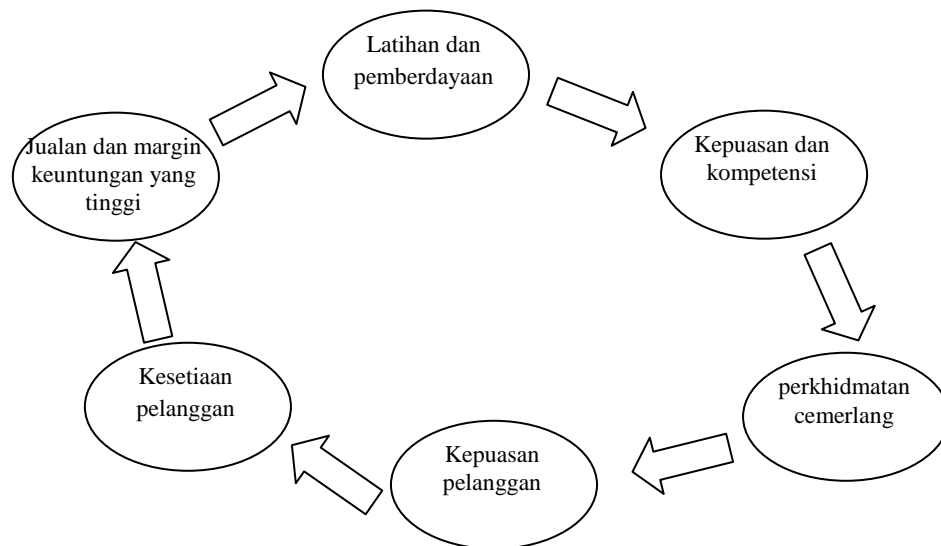 Latihan dan
pemberdayaan
Kepuasan dan
kompetensi
perkhidmatan
cemerlang
Kepuasan
pelanggan
Kesetiaan
pelanggan
Jualan dan margin
keuntungan yang
tinggi